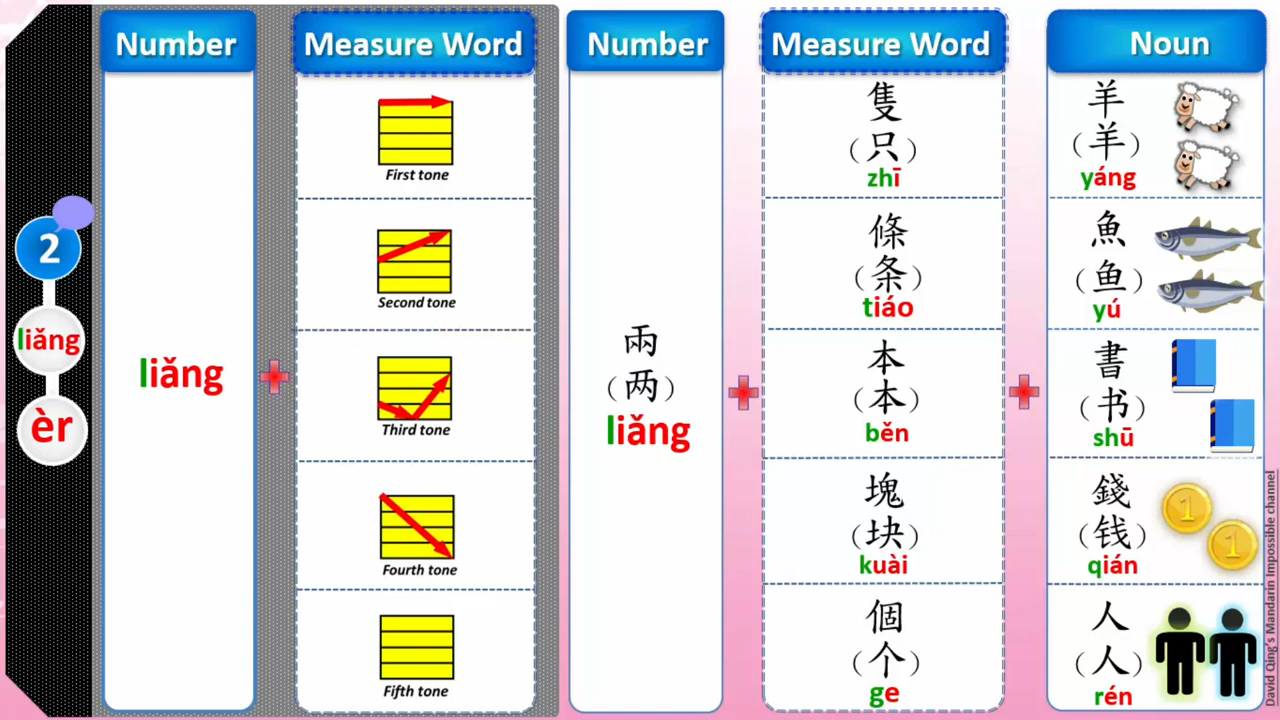 2
liǎng
èr
Number
liǎng
Measure Word
First tone
Second tone
Third tone
Fourth tone
Fifth tone
Number
兩
(两)
liǎng
Measure Word
隻
(只)
zhī
條
(条)
tiáo
本
(本)
běn
塊
(块)
kuài
個
(个)
ge
Noun
羊
(羊)
yáng
魚
(鱼)
yú
書
(书)
shū
錢
(钱)
qián
1
1
人
(人)
rén
David Qing's Mandarin Impossible channel